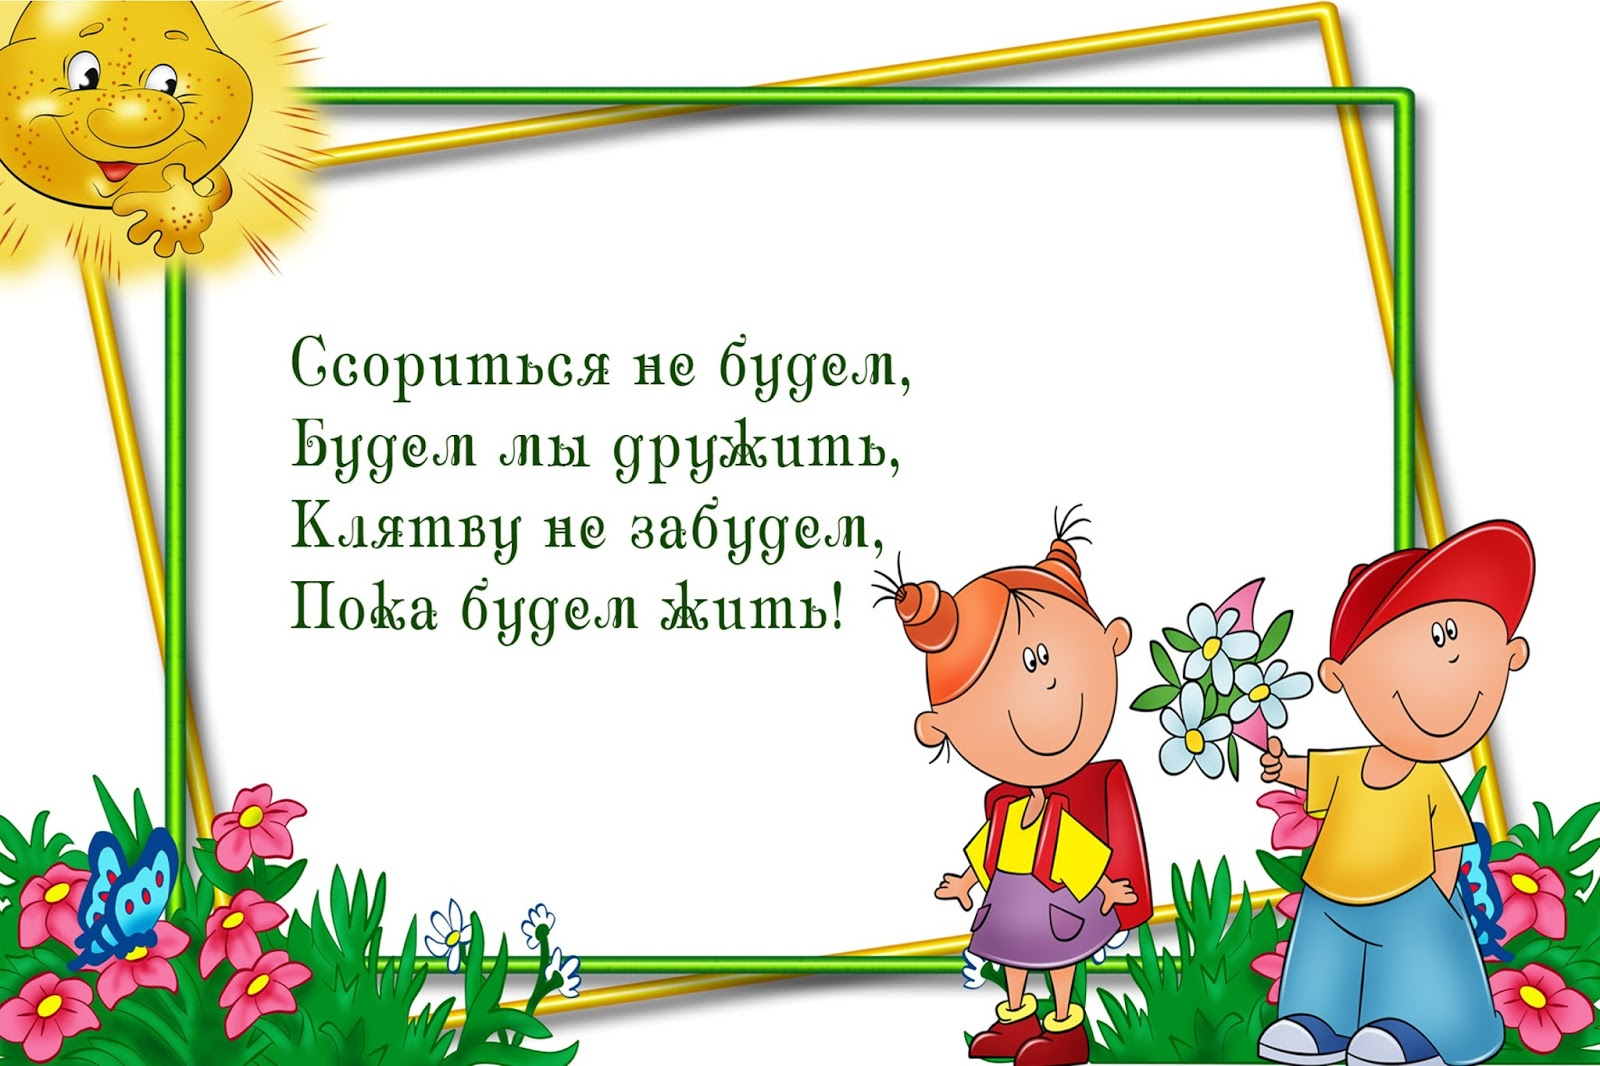 Ссориться не будем,
Будем мы дружить,
Клятву не забудем,
Пока будем жить!